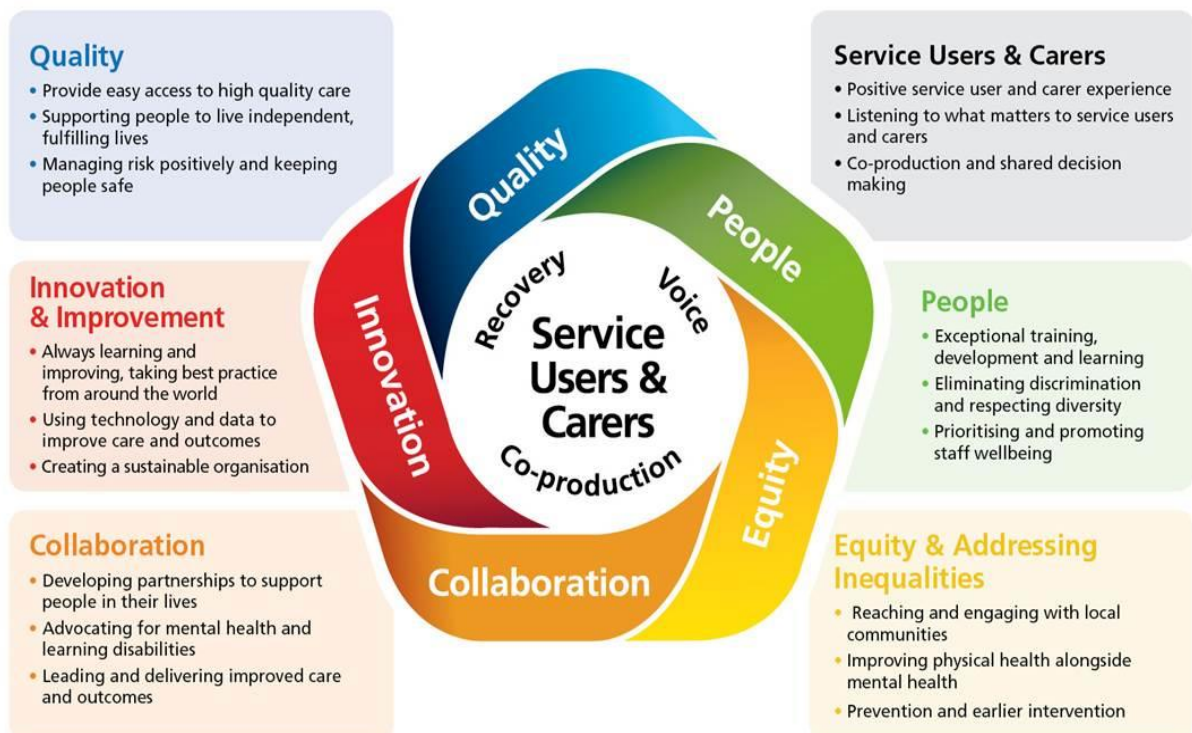 Quality
• Provide easy access to high quality care
• Supporting people to live independent,
fulfilling lives
• Managing risk positively and keeping
people safe
Innovation
& Improvement
• Always learning and
improving, taking best practice
from around the world
• Using technology and data to
improve care and outcomes
• Creating a sustainable organisation
Collaboration
• Developing partnerships to support
people in their lives
• Advocating for mental health and
learning disabilities
• Leading and delivering improved care
and outcomes
Quality
People
Equity
Collaboration
Innovation
Recovery
Voice
Service
Users &
Carers
Co-production
Service Users & Carers
• Positive service user and carer experience
• Listening to what matters to service users
and carers
• Co-production and shared decision
making
People
• Exceptional training,
development and learning
• Eliminating discrimination
and respecting diversity
• Prioritising and promoting
staff wellbeing
Equity & Addressing
Inequalities
• Reaching and engaging with local
communities
• Improving physical health alongside
mental health
• Prevention and earlier intervention